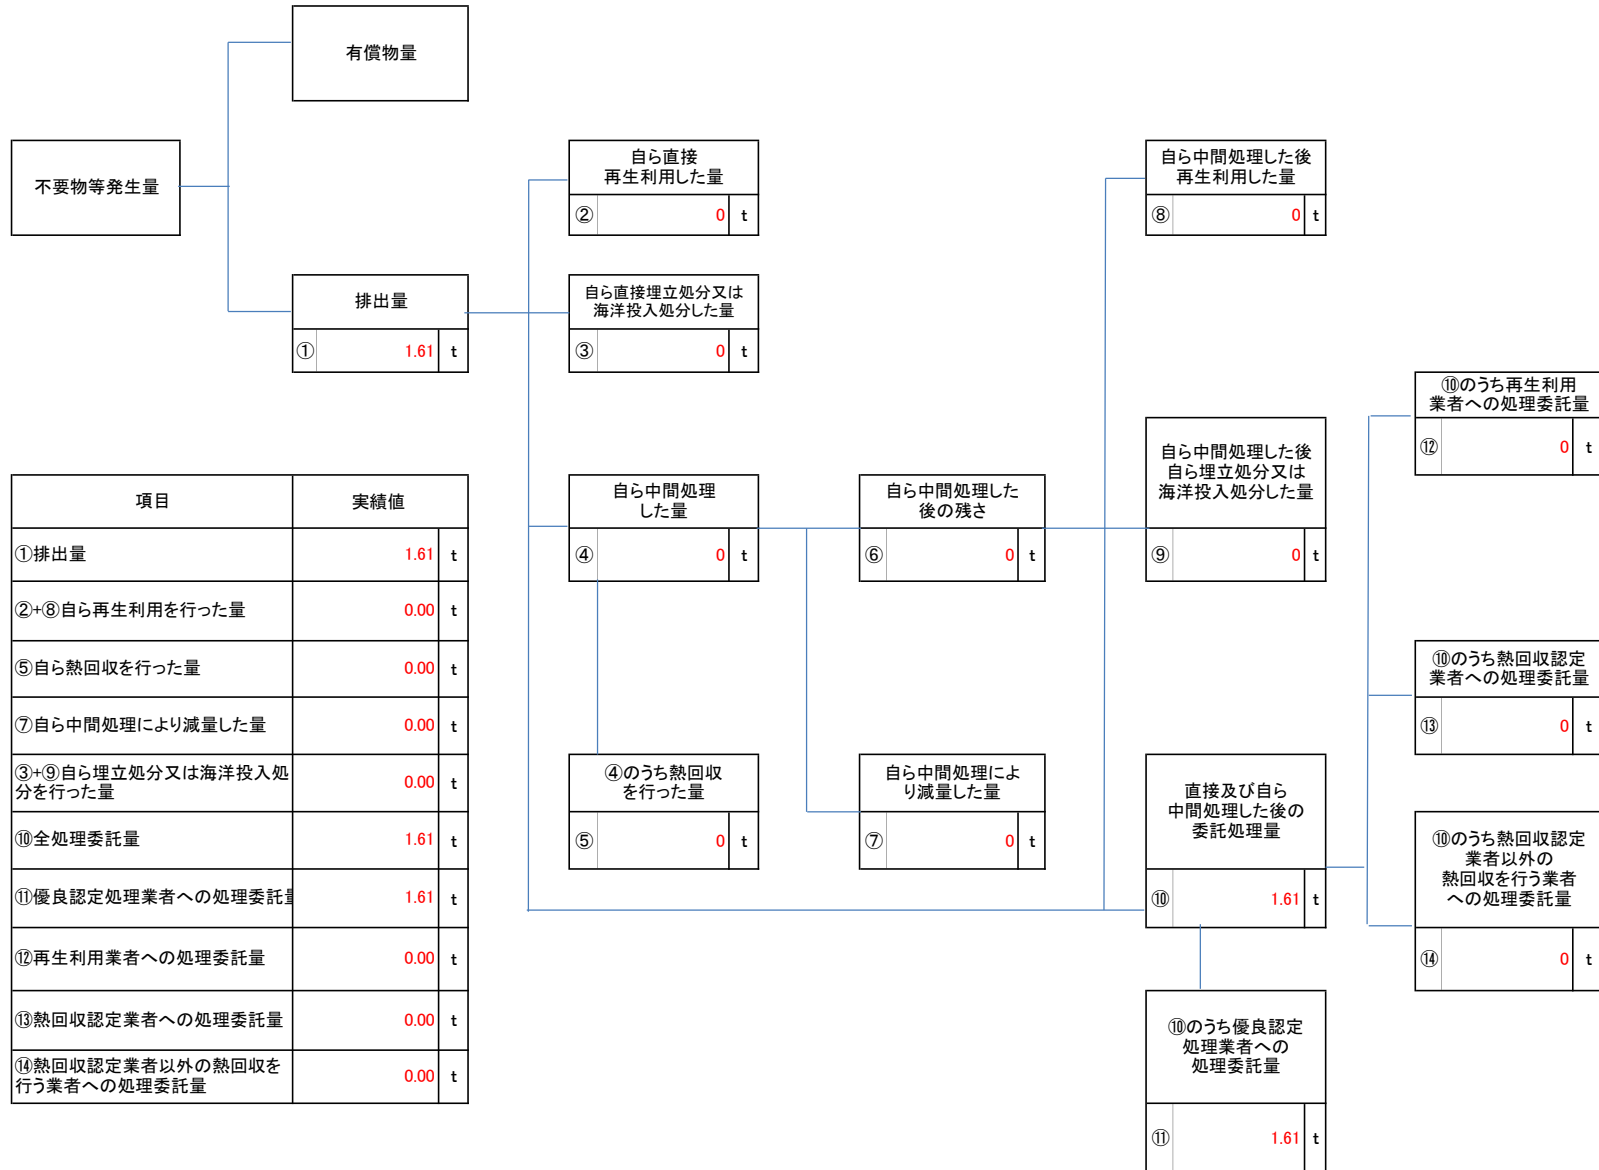 有償物量
不要物等発生量
排出量
① 1.61 t
自ら直接
再生利用した量
② 0 t
自ら直接埋立処分又は
海洋投入処分した量
③ 0 t
自ら中間処理
した量
④ 0 t
④のうち熱回収
を行った量
⑤ 0 t
自ら中間処理した
後の残さ
⑥ 0 t
自ら中間処理によ
り減量した量
⑦ 0 t
自ら中間処理した後
再生利用した量
⑧ 0 t
自ら中間処理した後
自ら埋立処分又は
海洋投入処分した量
⑨ 0 t
直接及び自ら
中間処理した後の
委託処理量
⑩ 1.61 t
⑩のうち優良認定
処理業者への
処理委託量
⑪ 1.61 t
⑩のうち再生利用
業者への処理委託量
⑫ 0 t
⑩のうち熱回収認定
業者への処理委託量
⑬ 0 t
⑩のうち熱回収認定
業者以外の
熱回収を行う業者
への処理委託量
⑭ 0 t
項目 実績値
①排出量 1.61 t
②+⑧自ら再生利用を行った量 0.00 t
⑤自ら熱回収を行った量 0.00 t
⑦自ら中間処理により減量した量 0.00 t
③+⑨自ら埋立処分又は海洋投入処
分を行った量 0.00 t
⑩全処理委託量 1.61 t
⑪優良認定処理業者への処理委託量 1.61 t
⑫再生利用業者への処理委託量 0.00 t
⑬熱回収認定業者への処理委託量 0.00 t
⑭熱回収認定業者以外の熱回収を
行う業者への処理委託量 0.00 t